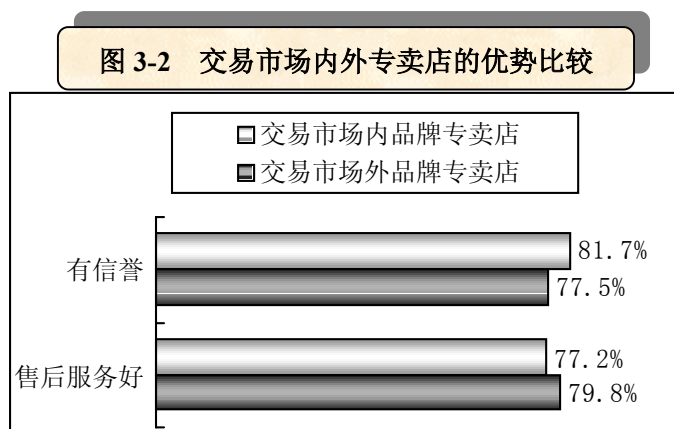 图 3-2 交易市场内外专卖店的优势比较
交易市场内品牌专卖店
交易市场外品牌专卖店
有信誉
81.7%
77.5%
售后服务好
77.2%
79.8%